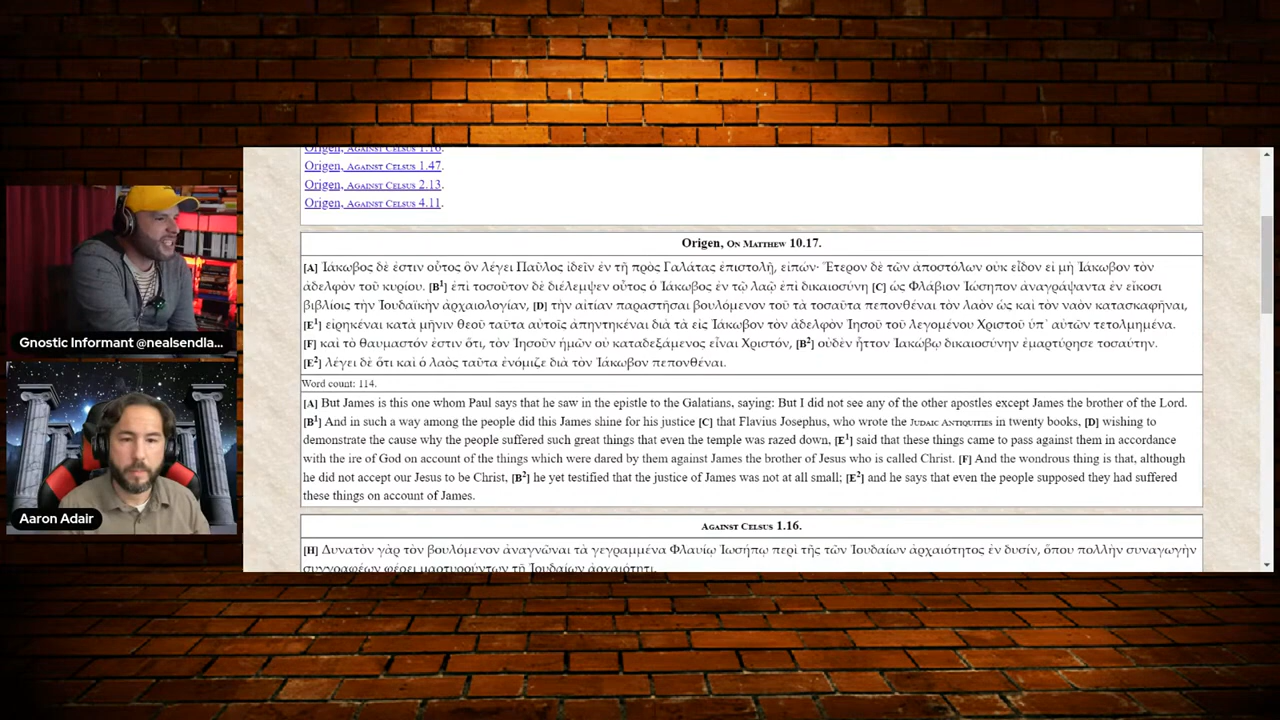 Origen, Against Celsus 1.16.
Origen, Against Celsus 1.47.
Origen, Against Celsus 2.13.
Origen, Against Celsus 4.11.
Origen, On Matthew 10.17.
[A] Ἰάκωβος δέ ἐστιν οὗτος ὃν λέγει Παῦλος ἰδεῖν ἐν τῇ πρὸς Γαλάτας ἐπιστολῇ, εἰπών· Ἕτερον δὲ τῶν ἀποστόλων οὐκ εἶδον εἰ μὴ Ἰάκωβον τὸν
ἀδελφὸν τοῦ κυρίου. [B1] ἐπὶ τοσοῦτον δὲ διέλεμψεν οὗτος ὁ Ἰάκωβος ἐν τῷ λαῷ ἐπὶ δικαιοσύνῃ [C] ὡς Φλάβιον Ἰώσηπον ἀναγράψαντα ἐν εἴκοσι
βιβλίοις τὴν Ἰουδαϊκὴν ἀρχαιολογίαν, [D] τὴν αἰτίαν παραστῆσαι βουλόμενον τοῦ τὰ τοσαῦτα πεπονθέναι τὸν λαὸν ὡς καὶ τὸν ναὸν κατασκαφῆναι,
[E1] εἰρηκέναι κατὰ μῆνιν θεοῦ ταῦτα αὐτοῖς ἀπηντηκέναι διὰ τὰ εἰς Ἰάκωβον τὸν ἀδελφὸν Ἰησοῦ τοῦ λεγομένου Χριστοῦ ὑπ᾽ αὐτῶν τετολμημένα.
[F] καὶ τὸ θαυμαστόν ἐστιν ὅτι, τὸν Ἰησοῦν ἡμῶν οὐ καταδεξάμενος εἶναι Χριστόν, [B2] οὐδὲν ἧττον Ἰακώβῳ δικαιοσύνην ἐμαρτύρησε τοσαύτην.
[E2] λέγει δὲ ὅτι καὶ ὁ λαὸς ταῦτα ἐνόμιζε διὰ τὸν Ἰάκωβον πεπονθέναι.
Word count: 114.
[A] But James is this one whom Paul says that he saw in the epistle to the Galatians, saying: But I did not see any of the other apostles except James the brother of the Lord.
[B1] And in such a way among the people did this James shine for his justice [C] that Flavius Josephus, who wrote the Judaic Antiquities in twenty books, [D] wishing to
demonstrate the cause why the people suffered such great things that even the temple was razed down, [E1] said that these things came to pass against them in accordance
with the ire of God on account of the things which were dared by them against James the brother of Jesus who is called Christ. [F] And the wondrous thing is that, although
he did not accept our Jesus to be Christ, [B2] he yet testified that the justice of James was not at all small; [E2] and he says that even the people supposed they had suffered
these things on account of James.
Against Celsus 1.16.
[H] Δυνατὸν γὰρ τὸν βουλόμενον ἀναγνῶναι τὰ γεγραμμένα Φλαυΐῳ Ἰωσήπῳ περὶ τῆς τῶν Ἰουδαίων ἀρχαιότητος ἐν δυσίν, ὅπου πολλὴν συναγωγὴν
συγγραφέων φέρει μαρτυρούντων τῇ Ἰουδαίων ἀρχαιότητι.
Gnostic Informant @nealsendla...
Aaron Adair